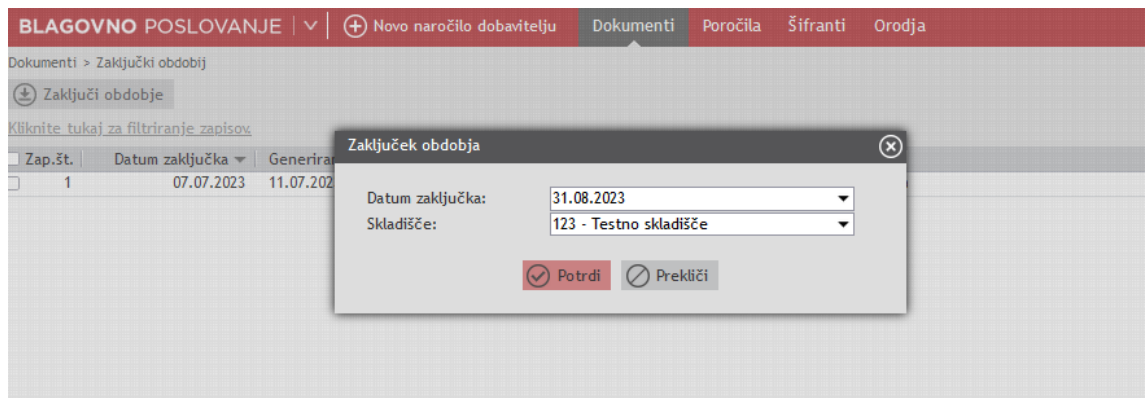 BLAGOVNO POSLOVANJE Novo naročilo dobavitelju Dokumenti Poročila Šifranti Orodja
Dokumenti > Zaključki obdobij
Zaključi obdobje
Kliknite tukaj za filtriranje zapisov.
Zaključek obdobja
Zap.št. Datum zaključka
1 07.07.2023
Datum zaključka: 31.08.2023
Skladišče: 123 - Testno skladišče
Potrdi Prekliči